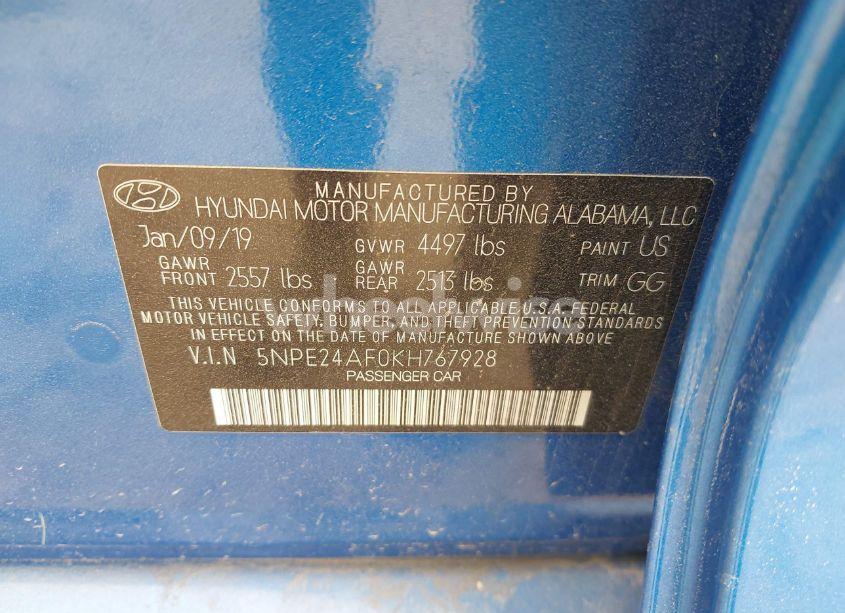 MANUFACTURED BY
HYUNDAI MOTOR MANUFACTURING ALABAMA, LLC
Jan/09/19 GVWR 4497 lbs PAINT US
GAWR FRONT 2557 lbs GAWR REAR 2513 lbs TRIM GG
THIS VEHICLE CONFORMS TO ALL APPLICABLE U.S.A. FEDERAL
MOTOR VEHICLE SAFETY, BUMPER, AND THEFT PREVENTION STANDARDS
IN EFFECT ON THE DATE OF MANUFACTURE SHOWN ABOVE
V.I.N 5NPE24AF0KH767928
PASSENGER CAR